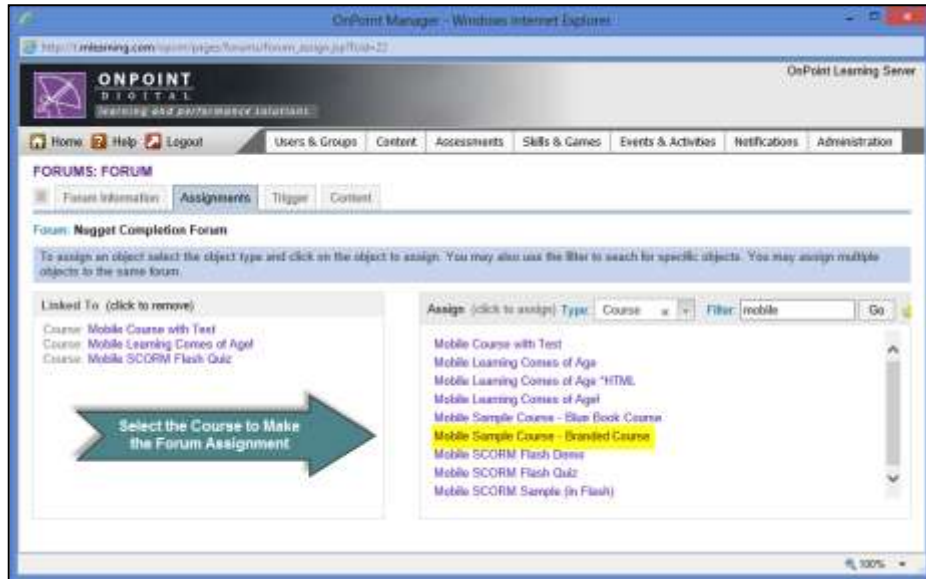 OnPoint Manager - Windows Internet Explorer
OnPoint Learning Server
ONPOINT
DIGITAL
learning and performance solutions
Home Help Logout Users & Groups Content Assessments Skills & Games Events & Activities Notifications Administration
FORUMS: FORUM
Forum Information Assignments Trigger Content
Forum: Nugget Completion Forum
To assign an object select the object type and click on the object to assign. You may also use the filter to seach for specific objects. You may assign multiple
objects to the same forum.
Linked To (click to remove)
Course: Mobile Course with Test
Course: Mobile Learning Comes of Age!
Course: Mobile SCORM Flash Quiz
Select the Course to Make
the Forum Assignment
Assign (click to assign) Type: Course x Filter: mobile Go
Mobile Course with Test
Mobile Learning Comes of Age
Mobile Learning Comes of Age *HTML
Mobile Learning Comes of Age!
Mobile Sample Course - Blue Book Course
Mobile Sample Course - Branded Course
Mobile SCORM Flash Demo
Mobile SCORM Flash Quiz
Mobile SCORM Sample (in Flash)
100%